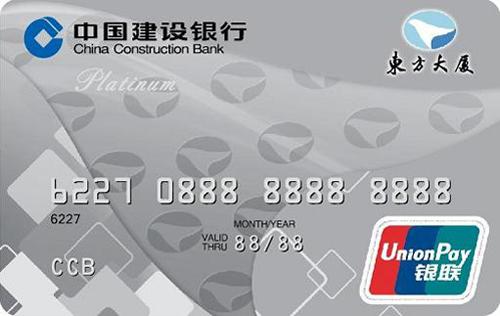 中国建设银行
China Construction Bank
東方大厦
Platinum
6227 0888 8888 8888
6227
MONTH/YEAR
VALID THRU 88/88
CCB
UnionPay
银联